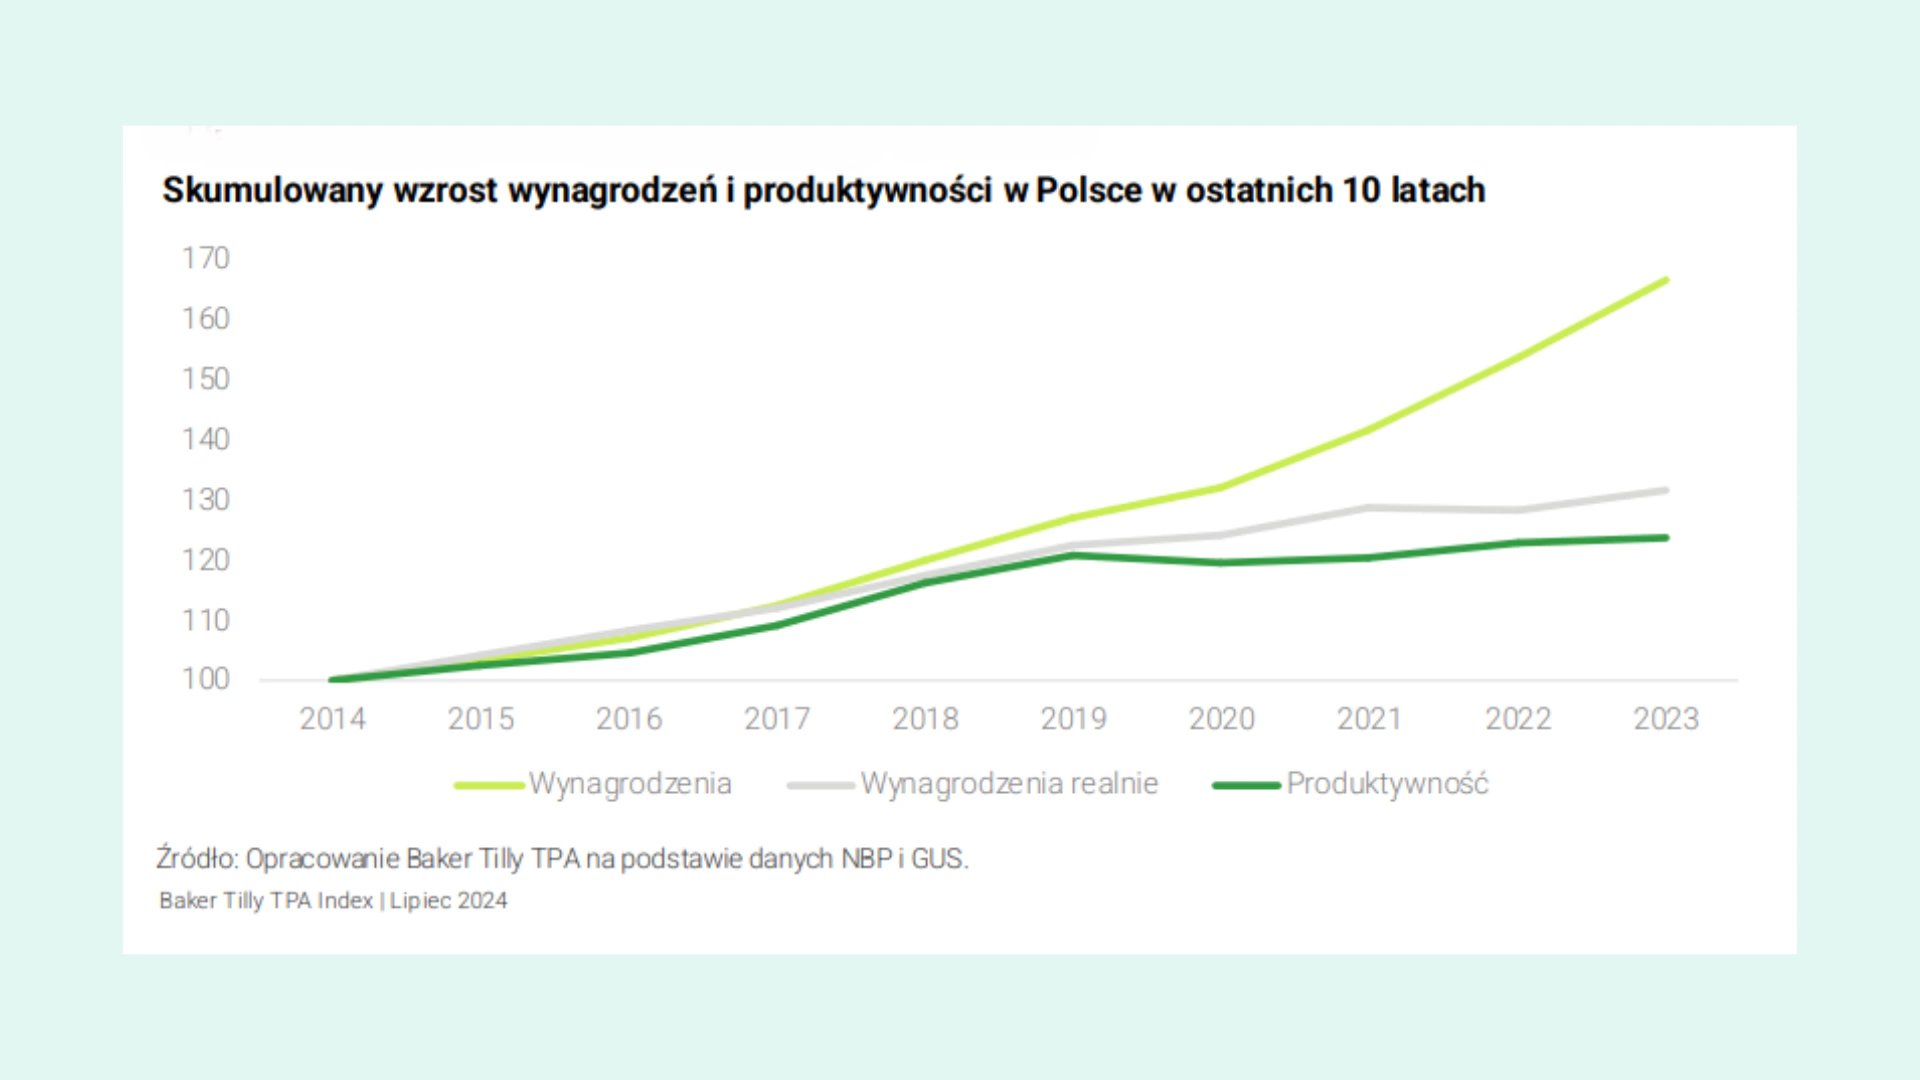 Skumulowany wzrost wynagrodzeń i produktywności w Polsce w ostatnich 10 latach
170
160
150
140
130
120
110
100
2014 2015 2016 2017 2018 2019 2020 2021 2022 2023
Wynagrodzenia Wynagrodzenia realnie Produktywność
Źródło: Opracowanie Baker Tilly TPA na podstawie danych NBP i GUS.
Baker Tilly TPA Index | Lipiec 2024